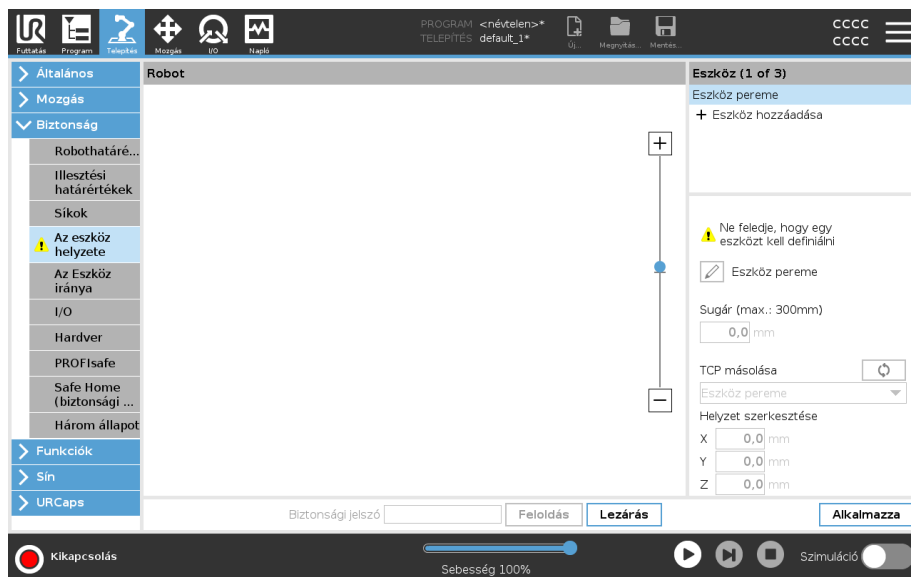 PROGRAM <névtelen>*
TELEPÍTÉS default_1*
Futtatás Program Telepítés Mozgás I/O Napló
Új... Megnyitás... Mentés...
CCCC
CCCC
Általános
Mozgás
Biztonság
Robothatáré...
Illesztési
határértékek
Síkok
Az eszköz
helyzete
Az Eszköz
iránya
I/O
Hardver
PROFIsafe
Safe Home
(biztonsági ...
Három állapot
Funkciók
Sín
URCaps
Robot
Eszköz (1 of 3)
Eszköz pereme
+ Eszköz hozzáadása
Ne feledje, hogy egy
eszközt kell definiálni
Eszköz pereme
Sugár (max.: 300mm)
0,0 mm
TCP másolása
Eszköz pereme
Helyzet szerkesztése
X 0,0 mm
Y 0,0 mm
Z 0,0 mm
Biztonsági jelszó Feloldás Lezárás Alkalmazza
Kikapcsolás
Sebesség 100%
Szimuláció